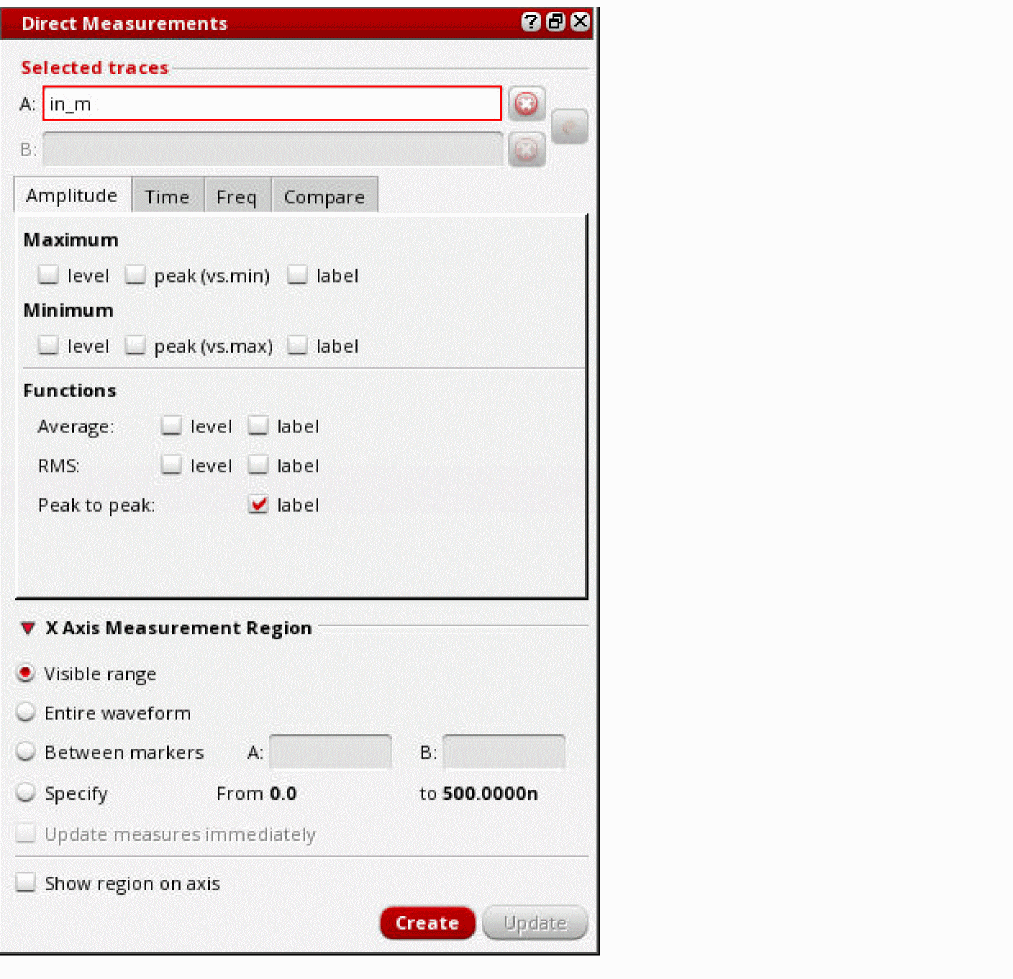 Direct Measurements
Selected traces
A: in_m
B:
Amplitude Time Freq Compare
Maximum
level peak (vs.min) label
Minimum
level peak (vs.max) label
Functions
Average: level label
RMS: level label
Peak to peak: label
X Axis Measurement Region
Visible range
Entire waveform
Between markers A: B:
Specify From 0.0 to 500.0000n
Update measures immediately
Show region on axis
Create Update